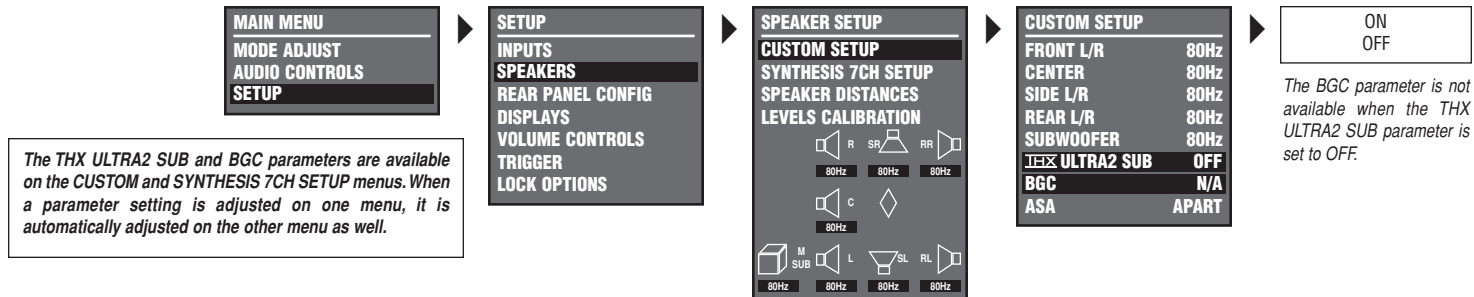 MAIN MENU
MODE ADJUST
AUDIO CONTROLS
SETUP
The THX ULTRA2 SUB and BGC parameters are available
on the CUSTOM and SYNTHESIS 7CH SETUP menus. When
a parameter setting is adjusted on one menu, it is
automatically adjusted on the other menu as well.
SETUP
INPUTS
SPEAKERS
REAR PANEL CONFIG
DISPLAYS
VOLUME CONTROLS
TRIGGER
LOCK OPTIONS
SPEAKER SETUP
CUSTOM SETUP
SYNTHESIS 7CH SETUP
SPEAKER DISTANCES
LEVELS CALIBRATION
R SR RR
80Hz 80Hz 80Hz
C
80Hz
M
SUB L SL RL
80Hz 80Hz 80Hz 80Hz
CUSTOM SETUP
FRONT L/R 80Hz
CENTER 80Hz
SIDE L/R 80Hz
REAR L/R 80Hz
SUBWOOFER 80Hz
THX ULTRA2 SUB OFF
BGC N/A
ASA APART
ON
OFF
The BGC parameter is not
available when the THX
ULTRA2 SUB parameter is
set to OFF.